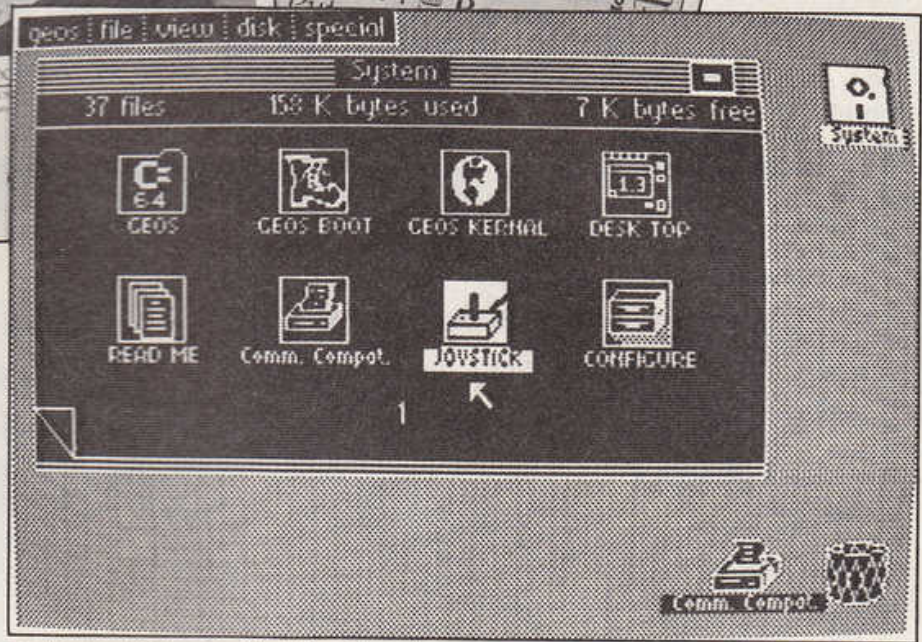 geos file view disk special
System
37 files 158 K bytes used 7 K bytes free
System
C= 64
GEOS
GEOS BOOT
GEOS KERNAL
1.3
DESK TOP
READ ME
Comm. Compat.
JOYSTICK
CONFIGURE
1
Comm. Compat.